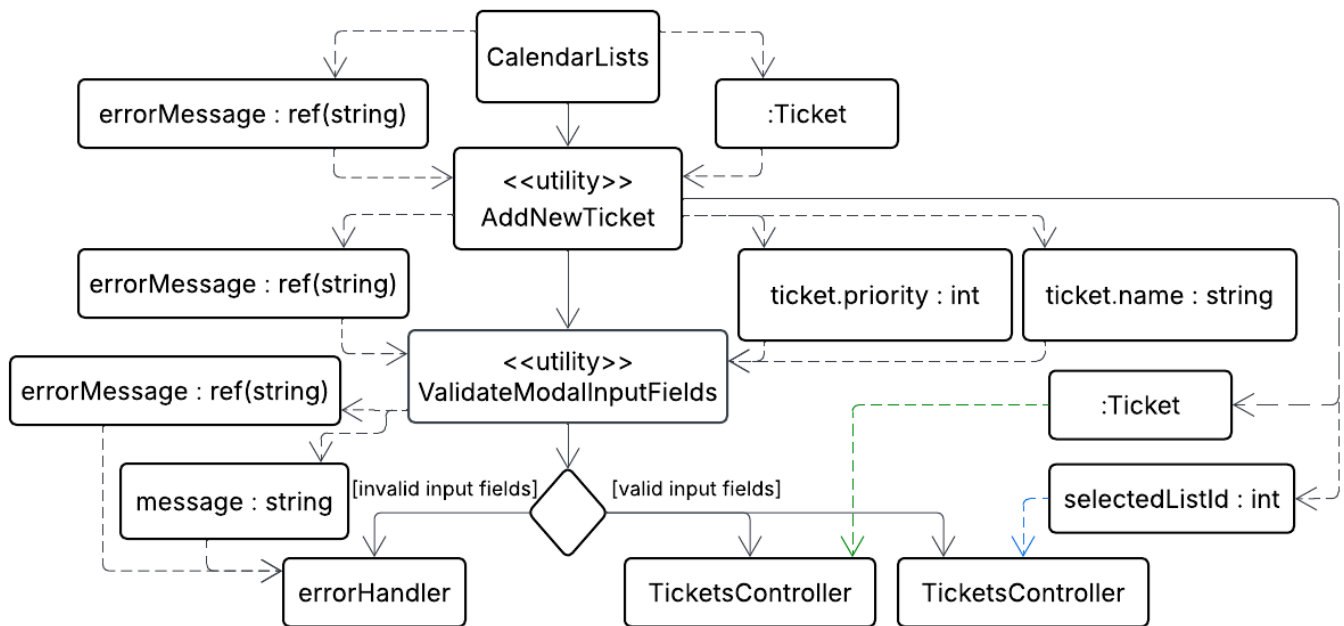 CalendarLists
errorMessage : ref(string)
:Ticket
<<utility>>
AddNewTicket
errorMessage : ref(string)
ticket.priority : int
ticket.name : string
<<utility>>
ValidateModalInputFields
errorMessage : ref(string)
:Ticket
message : string
[invalid input fields]
[valid input fields]
selectedListId : int
errorHandler
TicketsController
TicketsController